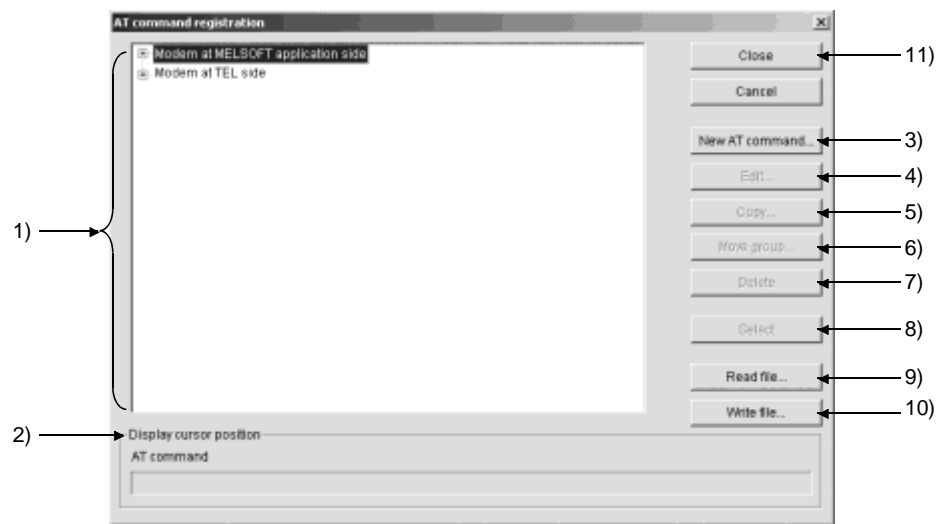 AT command registration
Modem at MELSOFT application side
Modem at TEL side
Close
11)
Cancel
New AT command...
3)
Edit...
4)
Copy...
5)
1)
Move group...
6)
Delete
7)
Select
8)
Read file...
9)
Write file...
10)
2)
Display cursor position
AT command